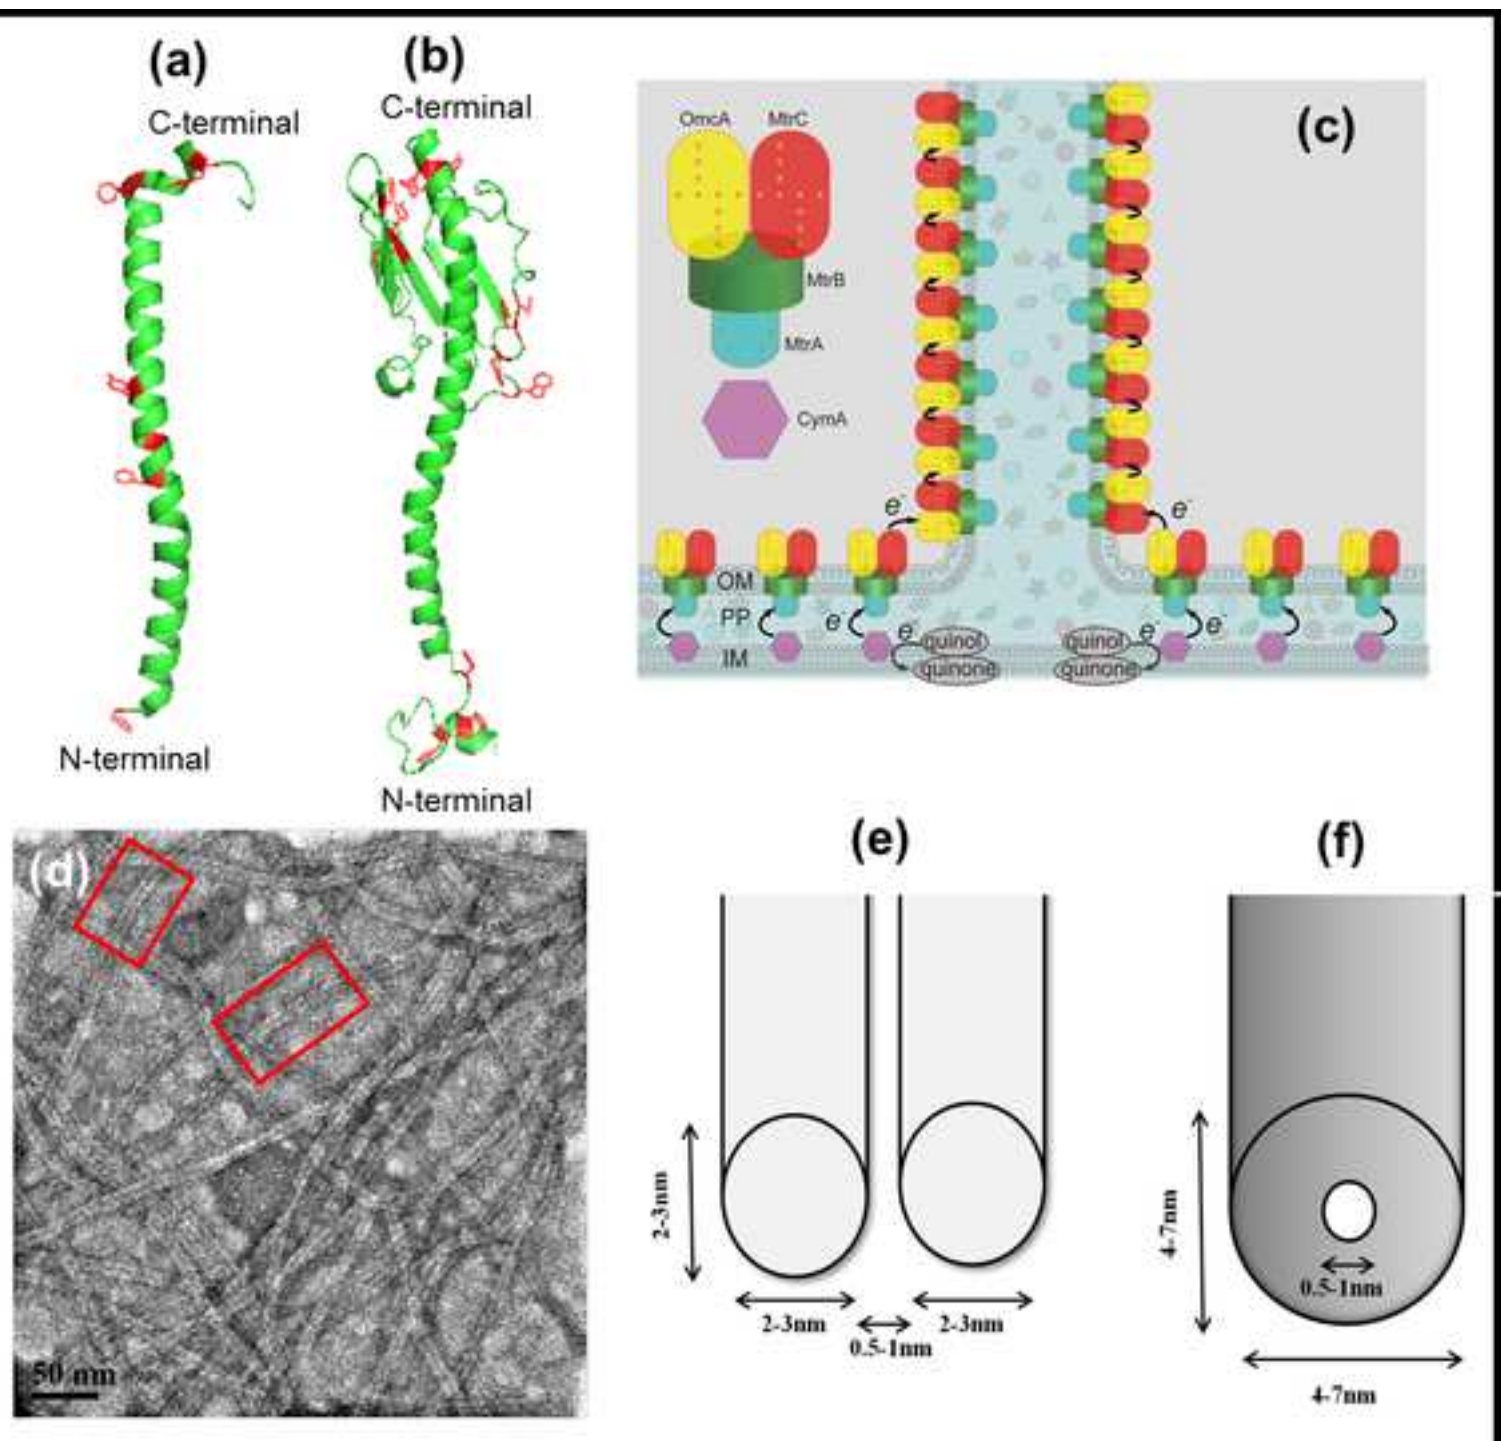 (a)
C-terminal
N-terminal
(b)
C-terminal
N-terminal
(c)
OmcA MtrC
MtrB
MtrA
CymA
e-
e-
OM
PP
IM
e-
e-
quinol
quinone
quinol
quinone
e-
e-
(d)
50 nm
(e)
2-3nm
2-3nm
0.5-1nm
2-3nm
(f)
4-7nm
0.5-1nm
4-7nm